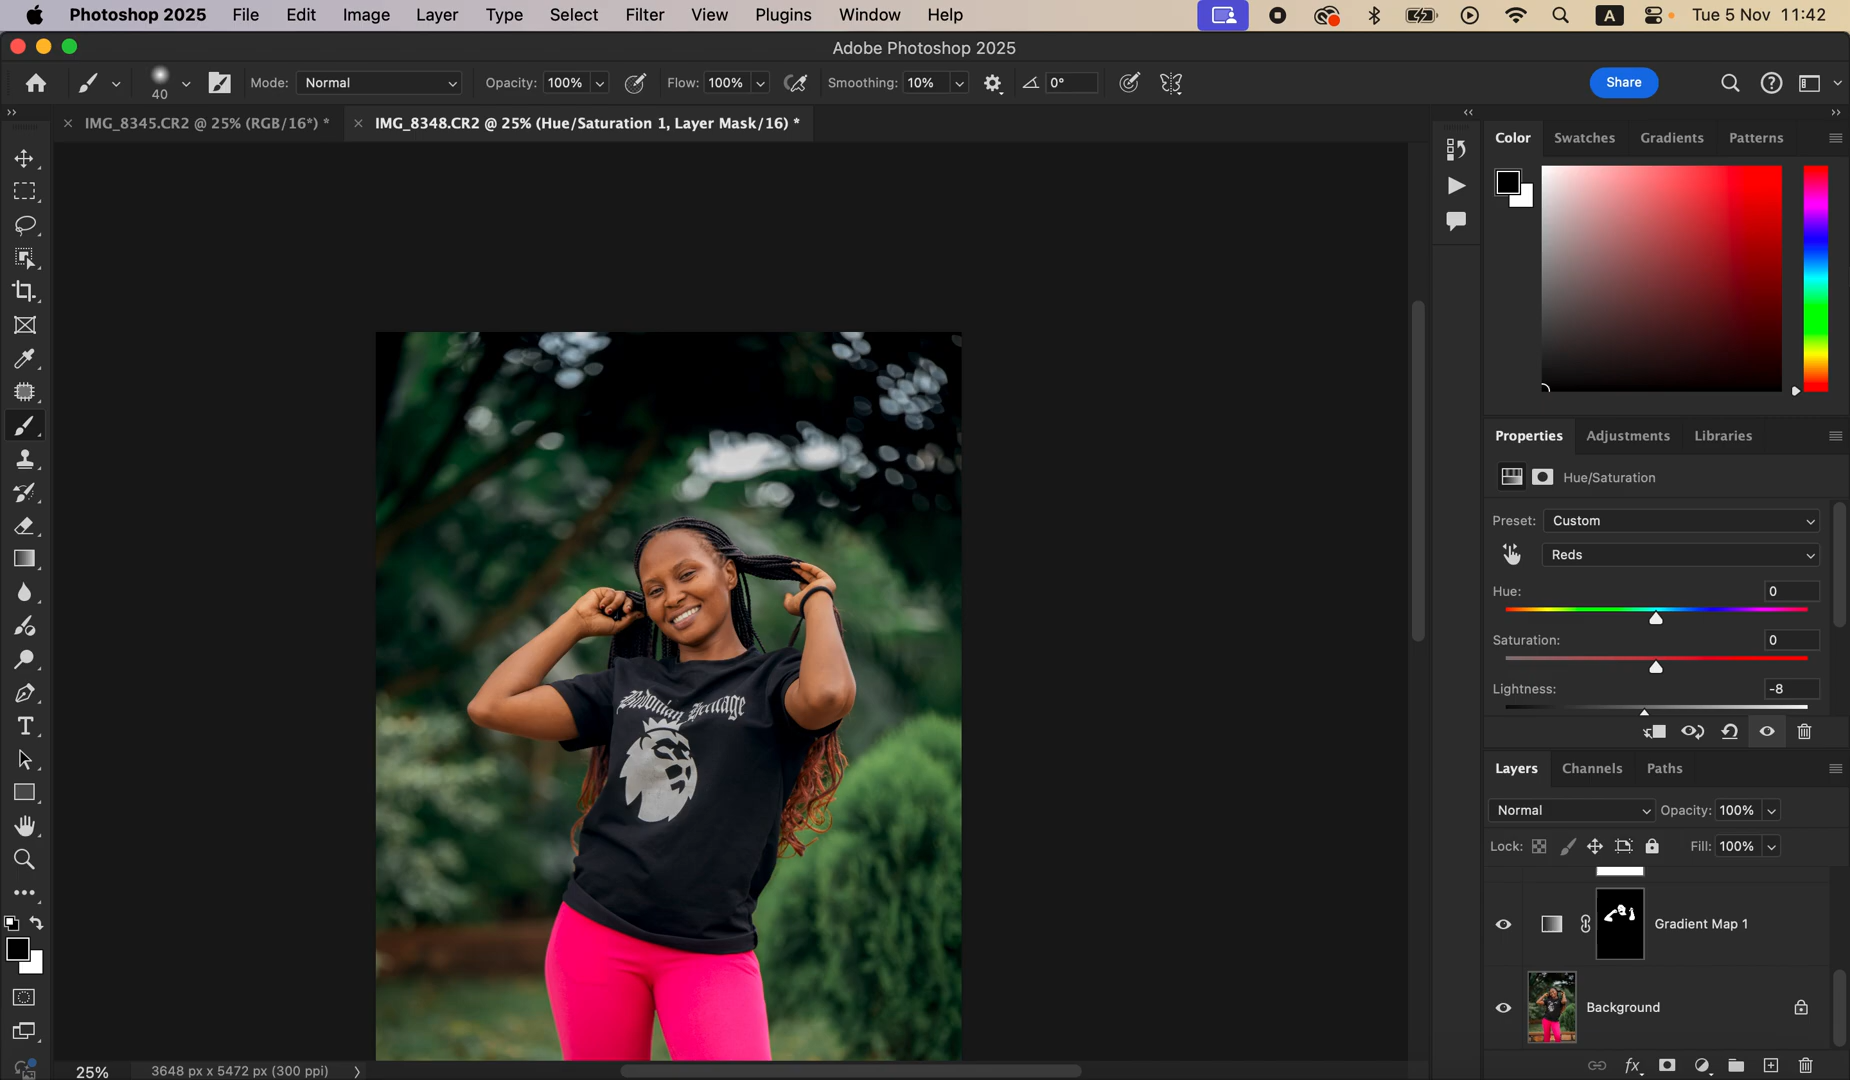 Photoshop 2025 File Edit Image Layer Type Select Filter View Plugins Window Help A Tue 5 Nov 11:42
Adobe Photoshop 2025
40 Mode: Normal Opacity: 100% Flow: 100% Smoothing: 10% 0° Share
IMG_8345.CR2 @ 25% (RGB/16*) * IMG_8348.CR2 @ 25% (Hue/Saturation 1, Layer Mask/16) *
Color Swatches Gradients Patterns
Properties Adjustments Libraries
Hue/Saturation
Preset: Custom
Reds
Hue: 0
Saturation: 0
Lightness: -8
Layers Channels Paths
Normal Opacity: 100%
Lock: Fill: 100%
Gradient Map 1
Background
fx
T
Heritage
25% 3648 px x 5472 px (300 ppi)